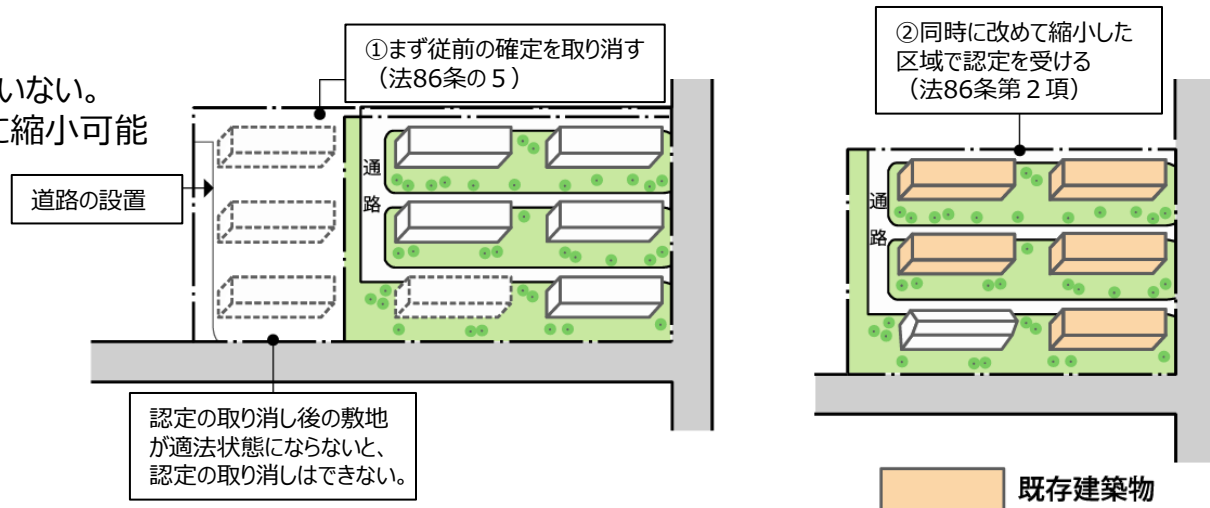 いない。
に縮小可能
道路の設置
①まず従前の確定を取り消す
（法86条の５）
通
路
認定の取り消し後の敷地
が適法状態にならないと、
認定の取り消しはできない。
②同時に改めて縮小した
区域で認定を受ける
（法86条第２項）
通
路
既存建築物